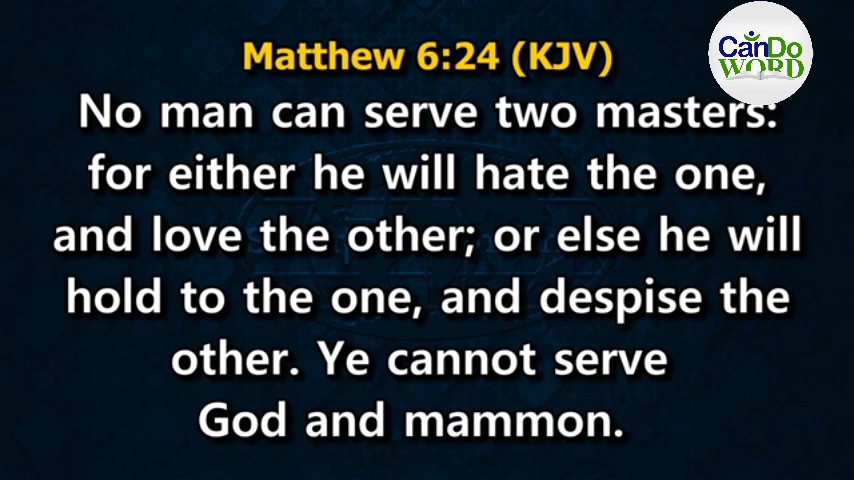 Matthew 6:24 (KJV)
CanDo
WORD
No man can serve two masters:
for either he will hate the one,
and love the other; or else he will
hold to the one, and despise the
other. Ye cannot serve
God and mammon.